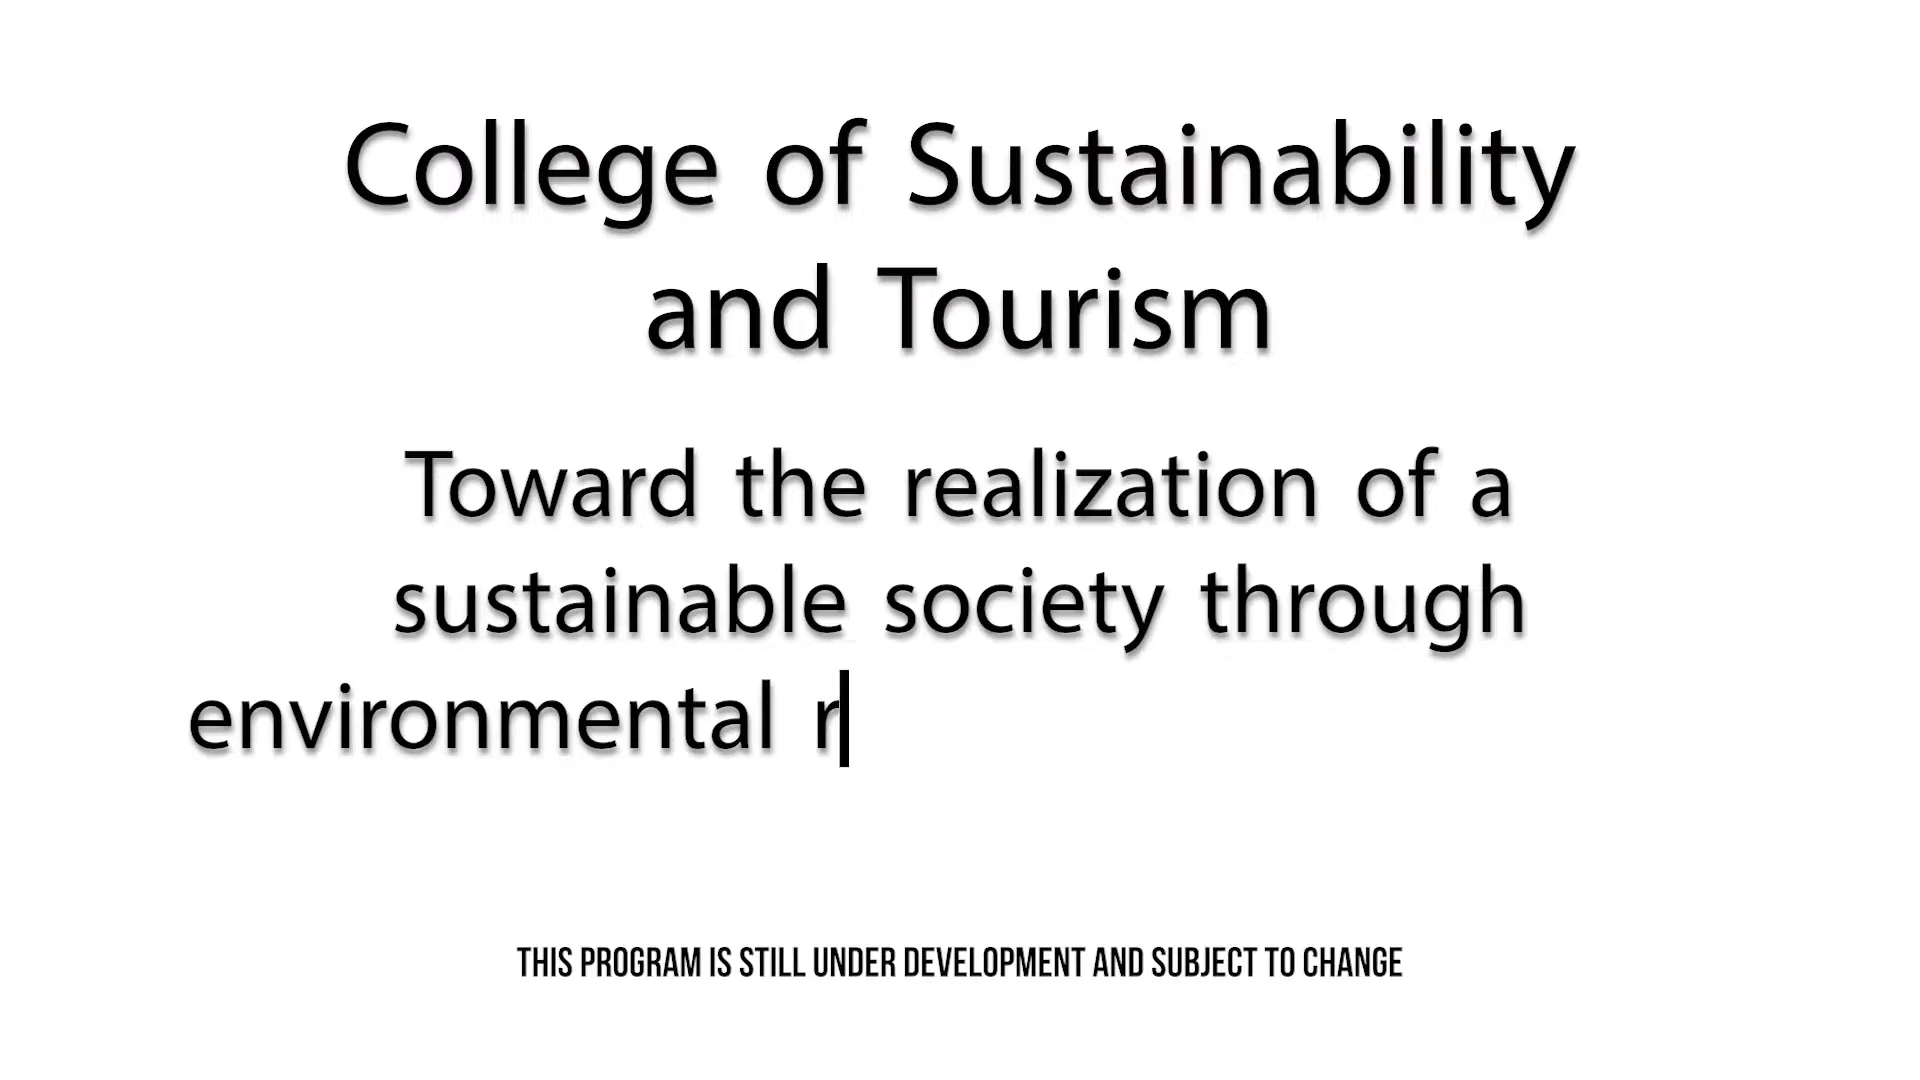 College of Sustainability
and Tourism
Toward the realization of a
sustainable society through
environmental r
THIS PROGRAM IS STILL UNDER DEVELOPMENT AND SUBJECT TO CHANGE